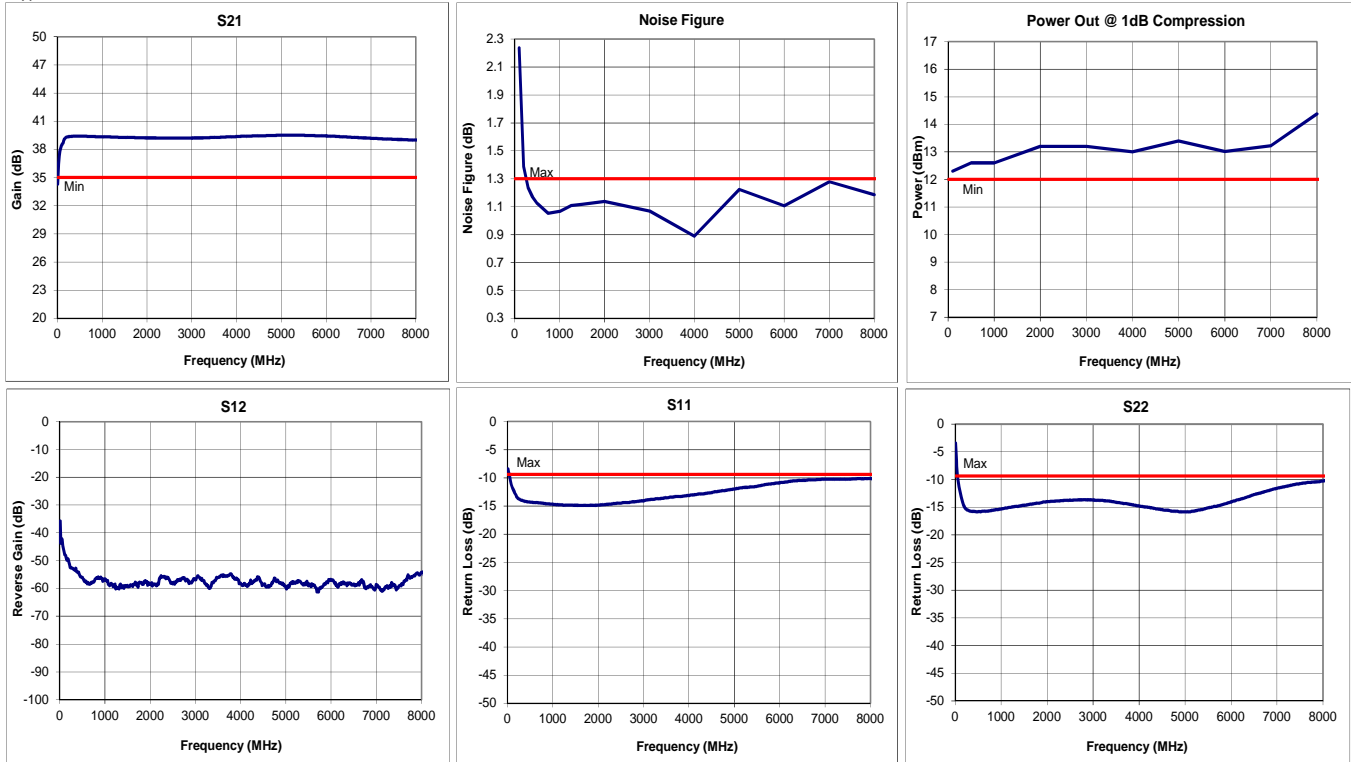 S21
50
47
44
41
38
35
32
29
26
23
20
Gain (dB)
Min
0 1000 2000 3000 4000 5000 6000 7000 8000
Frequency (MHz)
Noise Figure
2.3
2.1
1.9
1.7
1.5
1.3
1.1
0.9
0.7
0.5
0.3
Noise Figure (dB)
Max
0 1000 2000 3000 4000 5000 6000 7000 8000
Frequency (MHz)
Power Out @ 1dB Compression
17
16
15
14
13
12
11
10
9
8
7
Power (dBm)
Min
0 1000 2000 3000 4000 5000 6000 7000 8000
Frequency (MHz)
S12
0
-10
-20
-30
-40
-50
-60
-70
-80
-90
-100
Reverse Gain (dB)
0 1000 2000 3000 4000 5000 6000 7000 8000
Frequency (MHz)
S11
0
-5
-10
-15
-20
-25
-30
-35
-40
-45
-50
Return Loss (dB)
Max
0 1000 2000 3000 4000 5000 6000 7000 8000
Frequency (MHz)
S22
0
-5
-10
-15
-20
-25
-30
-35
-40
-45
-50
Return Loss (dB)
Max
0 1000 2000 3000 4000 5000 6000 7000 8000
Frequency (MHz)